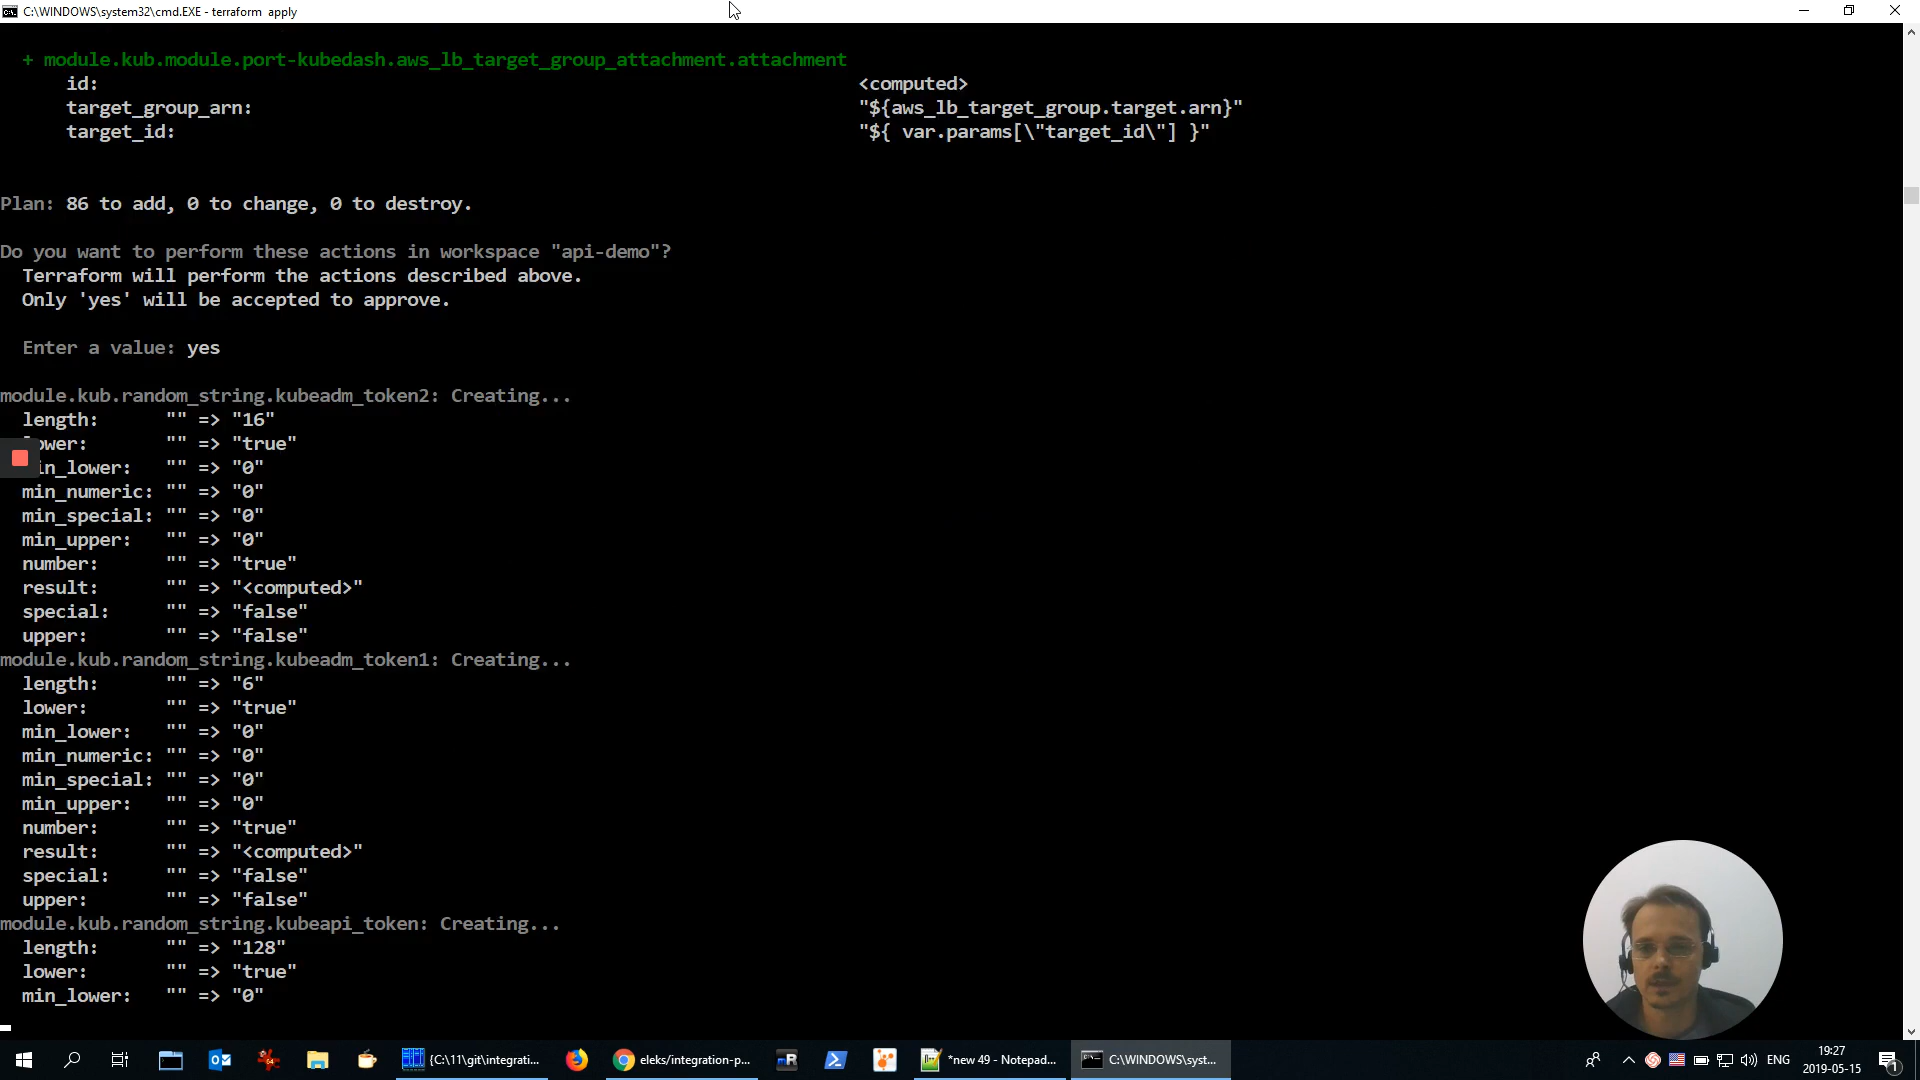 C:\WINDOWS\system32\cmd.EXE - terraform  apply
+ module.kub.module.port-kubedash.aws_lb_target_group_attachment.attachment
id: <computed>
target_group_arn: "${aws_lb_target_group.target.arn}"
target_id: "${ var.params[\"target_id\"] }"
Plan: 86 to add, 0 to change, 0 to destroy.
Do you want to perform these actions in workspace "api-demo"?
Terraform will perform the actions described above.
Only 'yes' will be accepted to approve.
Enter a value: yes
module.kub.random_string.kubeadm_token2: Creating...
length: "" => "16"
ower: "" => "true"
in_lower: "" => "0"
min_numeric: "" => "0"
min_special: "" => "0"
min_upper: "" => "0"
number: "" => "true"
result: "" => "<computed>"
special: "" => "false"
upper: "" => "false"
module.kub.random_string.kubeadm_token1: Creating...
length: "" => "6"
lower: "" => "true"
min_lower: "" => "0"
min_numeric: "" => "0"
min_special: "" => "0"
min_upper: "" => "0"
number: "" => "true"
result: "" => "<computed>"
special: "" => "false"
upper: "" => "false"
module.kub.random_string.kubeapi_token: Creating...
length: "" => "128"
lower: "" => "true"
min_lower: "" => "0"
{C:\11\git\integrati... eleks/integration-p... mR *new 49 - Notepad... C:\WINDOWS\syst... ENG 19:27
2019-05-15 1